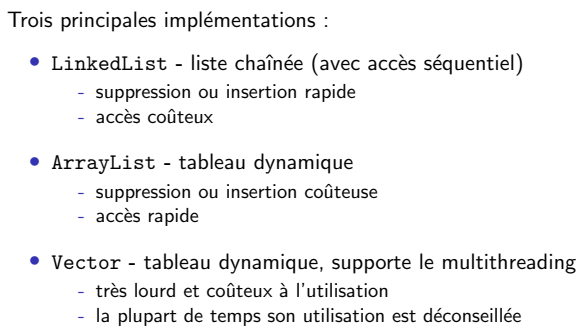 Trois principales implémentations :
• LinkedList - liste chaînée (avec accès séquentiel)
- suppression ou insertion rapide
- accès coûteux
• ArrayList - tableau dynamique
- suppression ou insertion coûteuse
- accès rapide
• Vector - tableau dynamique, supporte le multithreading
- très lourd et coûteux à l'utilisation
- la plupart de temps son utilisation est déconseillée